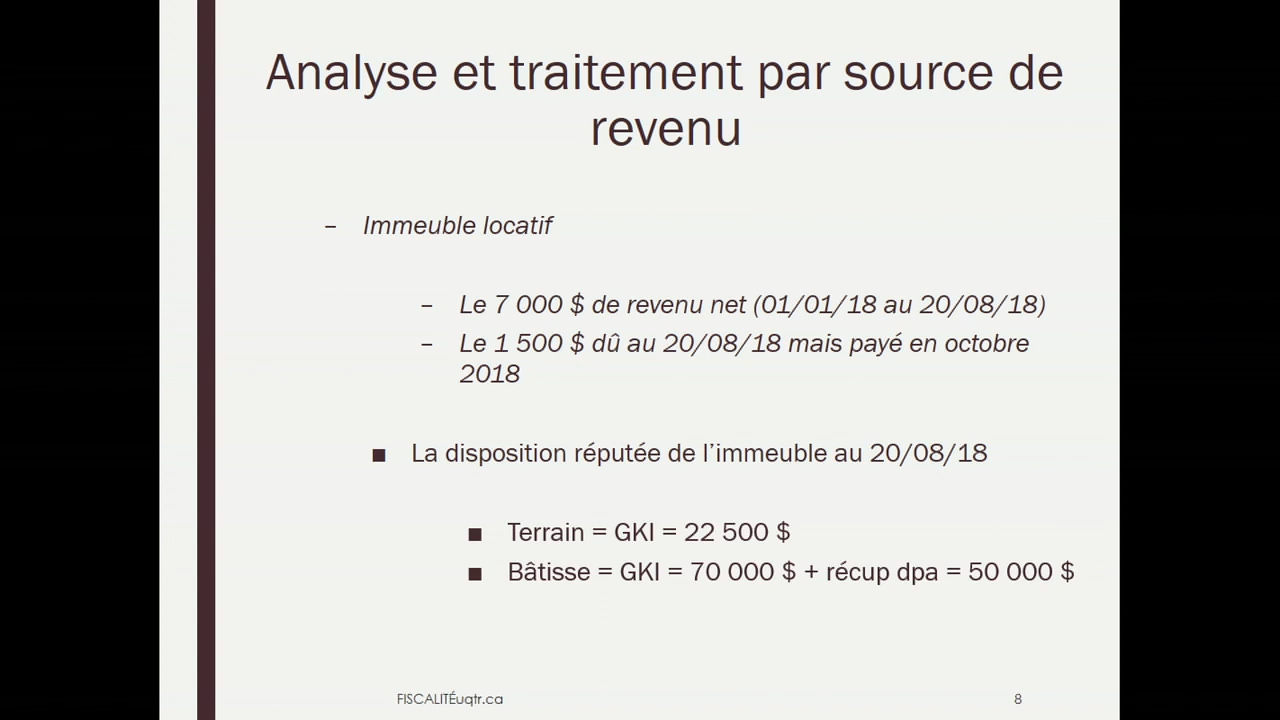 Analyse et traitement par source de
revenu
– Immeuble locatif
– Le 7 000 $ de revenu net (01/01/18 au 20/08/18)
– Le 1 500 $ dû au 20/08/18 mais payé en octobre
2018
■ La disposition réputée de l’immeuble au 20/08/18
■ Terrain = GKI = 22 500 $
■ Bâtisse = GKI = 70 000 $ + récup dpa = 50 000 $
FISCALITÉuqtr.ca 8